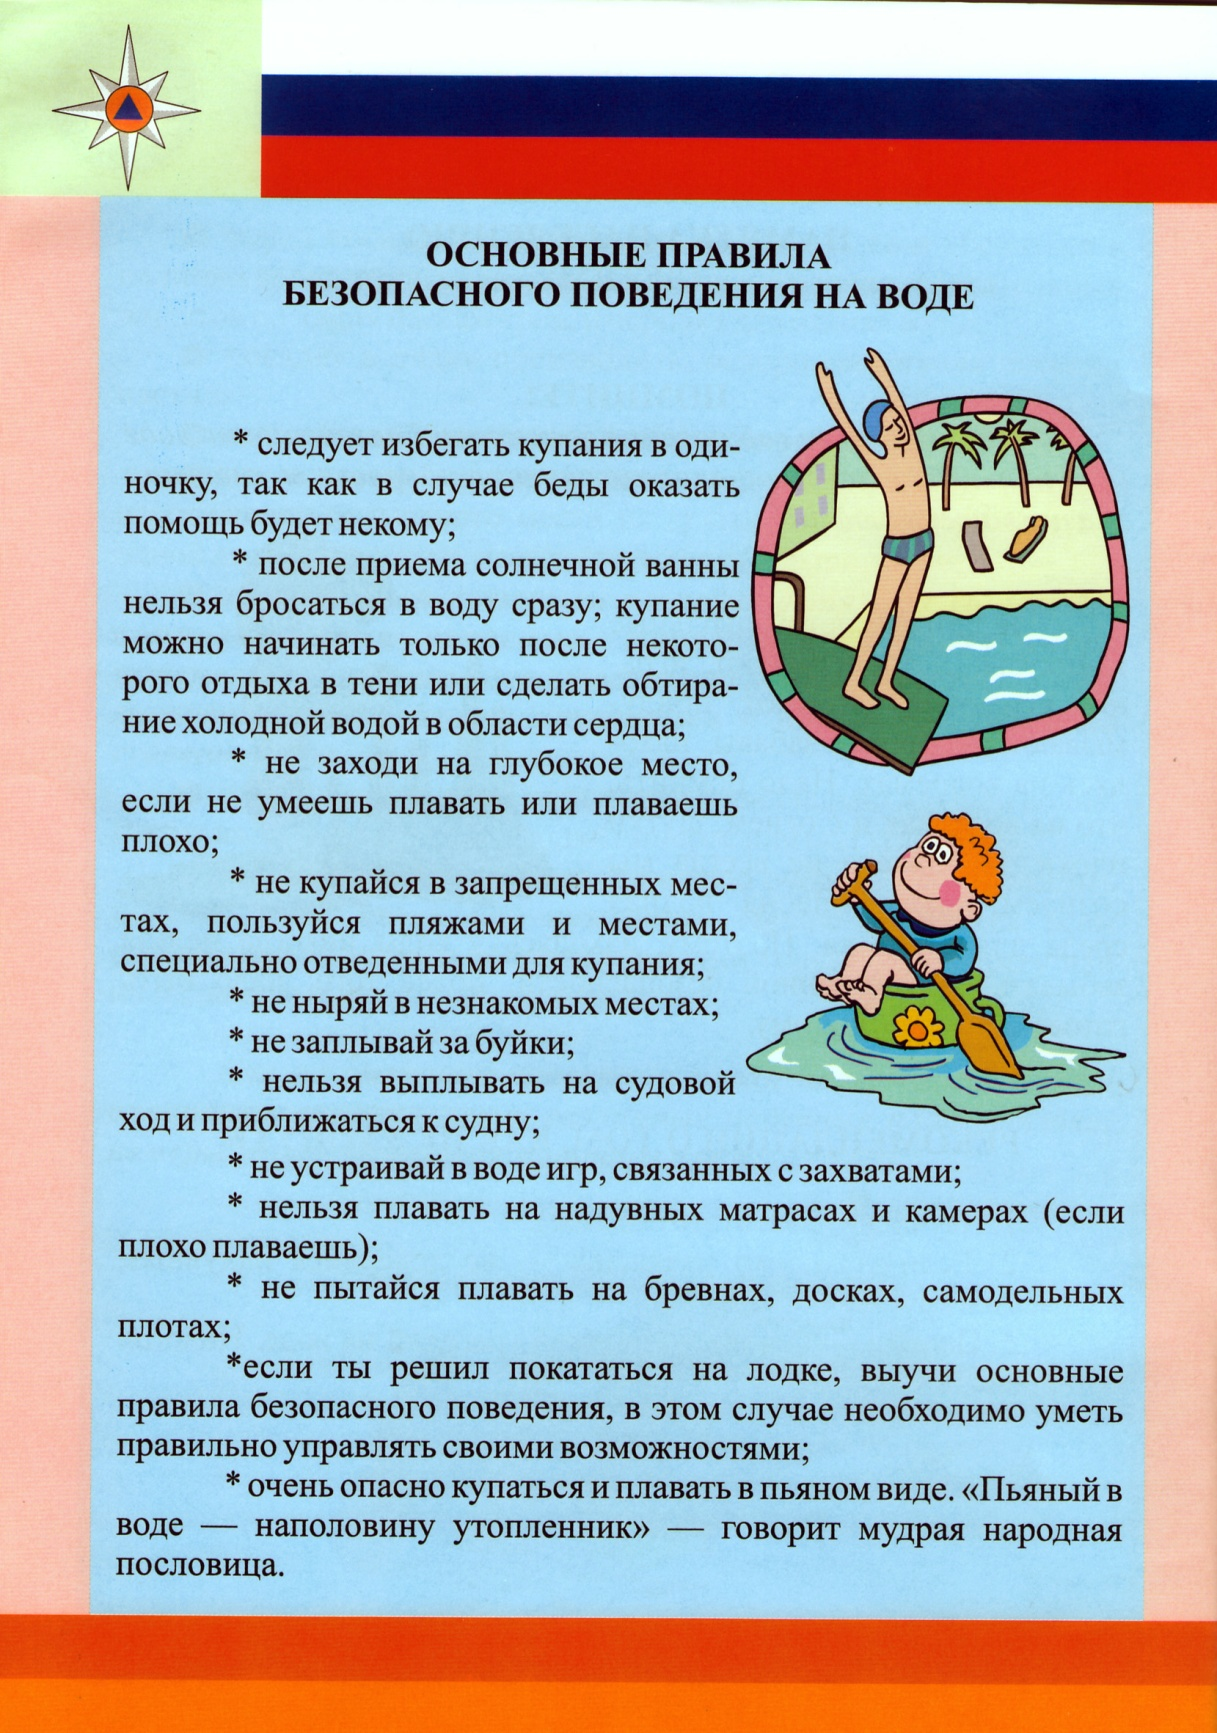 ОСНОВНЫЕ ПРАВИЛА
БЕЗОПАСНОГО ПОВЕДЕНИЯ НА ВОДЕ
* следует избегать купания в оди-
ночку, так как в случае беды оказать
помощь будет некому;
* после приема солнечной ванны
нельзя бросаться в воду сразу; купание
можно начинать только после некото-
рого отдыха в тени или сделать обтира-
ние холодной водой в области сердца;
* не заходи на глубокое место,
если не умеешь плавать или плаваешь
плохо;
* не купайся в запрещенных мес-
тах, пользуйся пляжами и местами,
специально отведенными для купания;
* не ныряй в незнакомых местах;
* не заплывай за буйки;
* нельзя выплывать на судовой
ход и приближаться к судну;
* не устраивай в воде игр, связанных с захватами;
* нельзя плавать на надувных матрасах и камерах (если
плохо плаваешь);
* не пытайся плавать на бревнах, досках, самодельных
плотах;
*если ты решил покататься на лодке, выучи основные
правила безопасного поведения, в этом случае необходимо уметь
правильно управлять своими возможностями;
* очень опасно купаться и плавать в пьяном виде. «Пьяный в
воде — наполовину утопленник» — говорит мудрая народная
пословица.